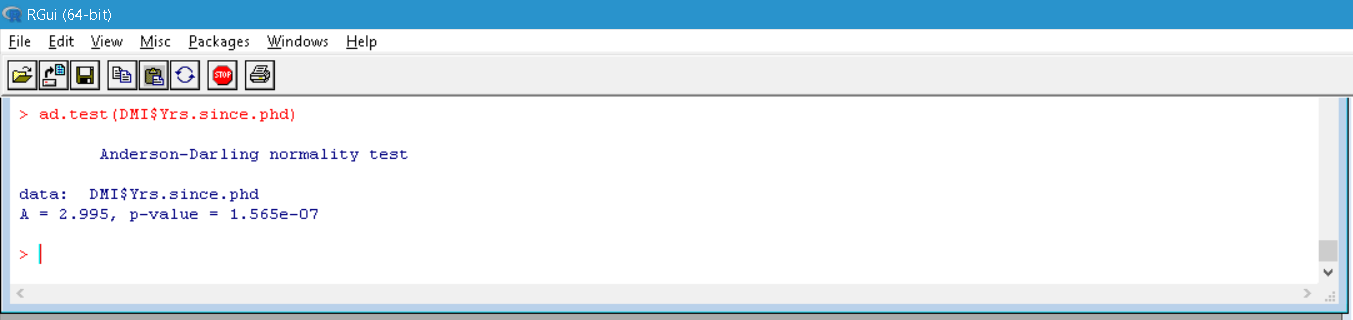 RGui (64-bit)
File Edit View Misc Packages Windows Help
STOP
> ad.test(DMI$Yrs.since.phd)
Anderson-Darling normality test
data: DMI$Yrs.since.phd
A = 2.995, p-value = 1.565e-07
>